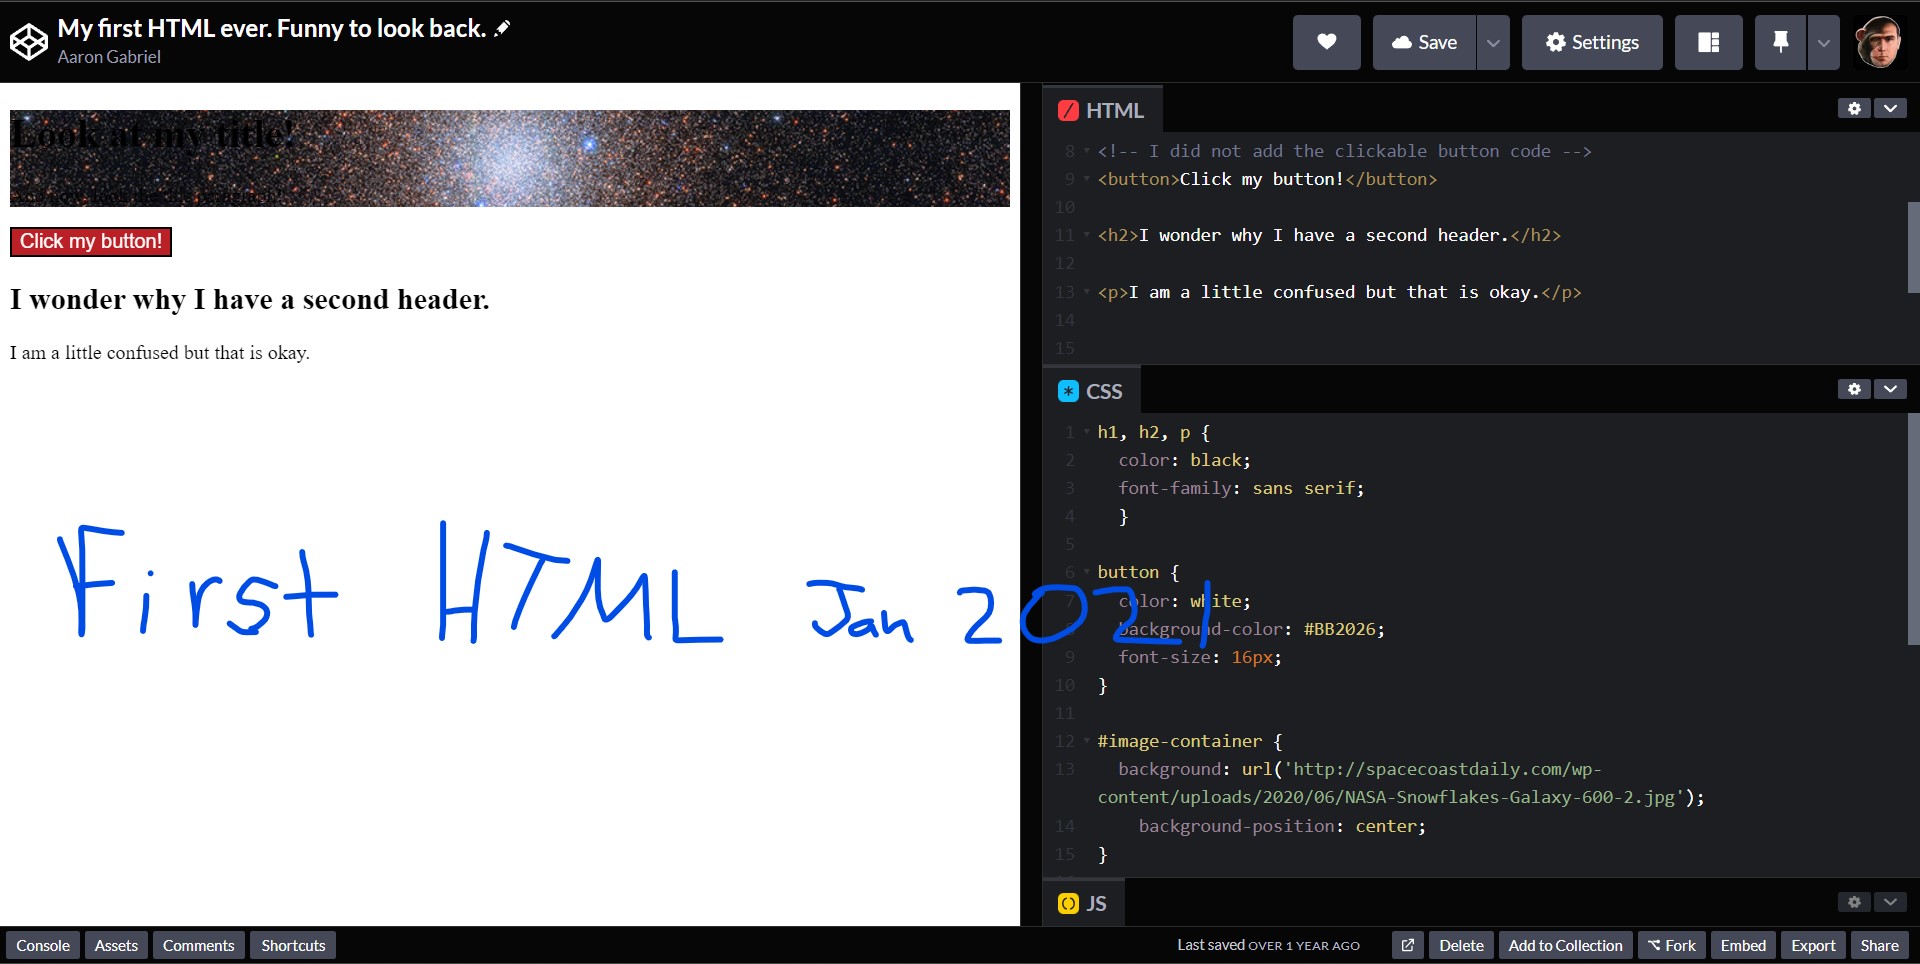 My first HTML ever. Funny to look back.
Aaron Gabriel
Save
Settings
Look at my title!
Click my button!
I wonder why I have a second header.
I am a little confused but that is okay.
First HTML Jan 2021
HTML
8 <!-- I did not add the clickable button code -->
9 <button>Click my button!</button>
10
11 <h2>I wonder why I have a second header.</h2>
12
13 <p>I am a little confused but that is okay.</p>
14
15
CSS
1 h1, h2, p {
2 color: black;
3 font-family: sans serif;
4 }
5
6 button {
7 color: white;
8 background-color: #BB2026;
9 font-size: 16px;
10 }
11
12 #image-container {
13 background: url('http://spacecoastdaily.com/wp-
content/uploads/2020/06/NASA-Snowflakes-Galaxy-600-2.jpg');
14 background-position: center;
15 }
JS
Console Assets Comments Shortcuts
Last saved OVER 1 YEAR AGO
Delete Add to Collection Fork Embed Export Share